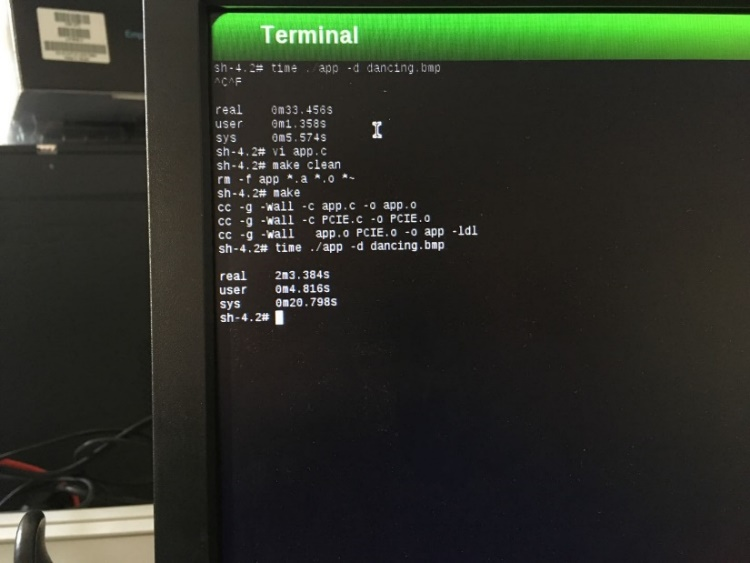 Terminal
sh-4.2# time ./app -d dancing.bmp
^C^F
real 0m33.456s
user 0m1.358s
sys 0m5.574s
sh-4.2# vi app.c
sh-4.2# make clean
rm -f app *.a *.o *~
sh-4.2# make
cc -g -Wall -c app.c -o app.o
cc -g -Wall -c PCIE.c -o PCIE.o
cc -g -Wall app.o PCIE.o -o app -ldl
sh-4.2# time ./app -d dancing.bmp
real 2m3.384s
user 0m4.816s
sys 0m20.798s
sh-4.2#